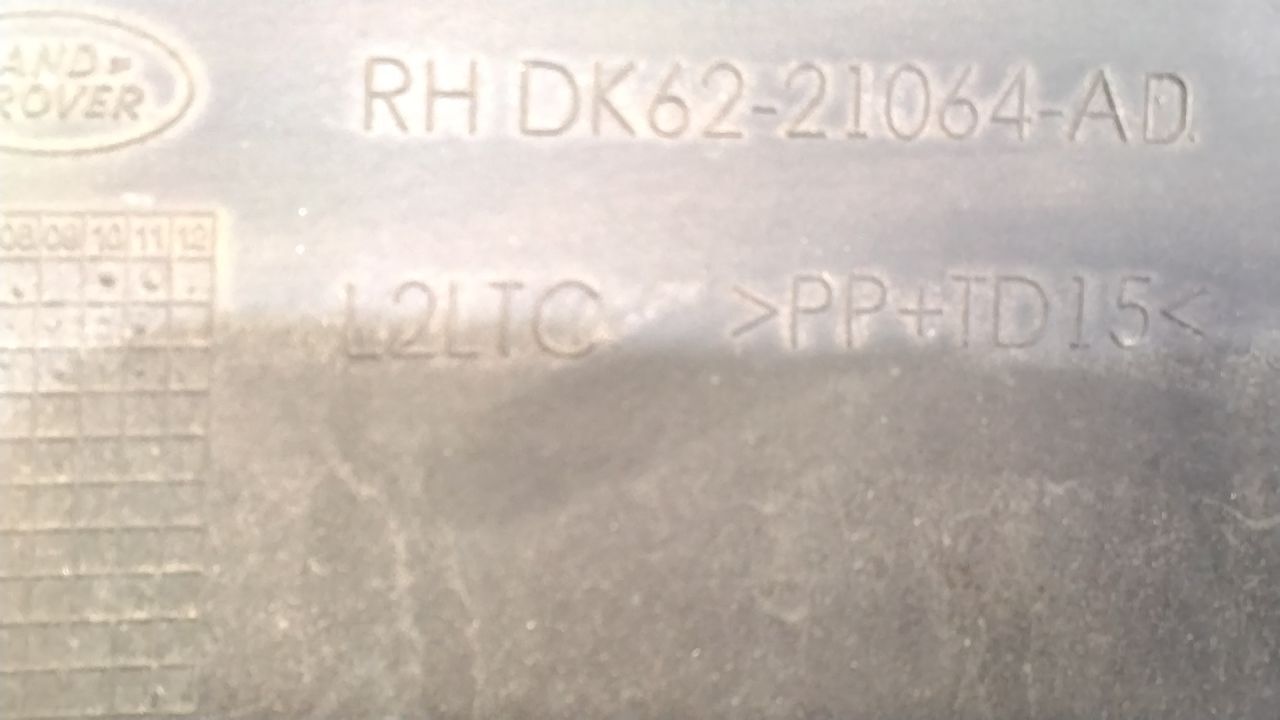 LAND-
ROVER
RH DK62-21064-AD
08 09 10 11 12
L2LTC >PP+TD15<